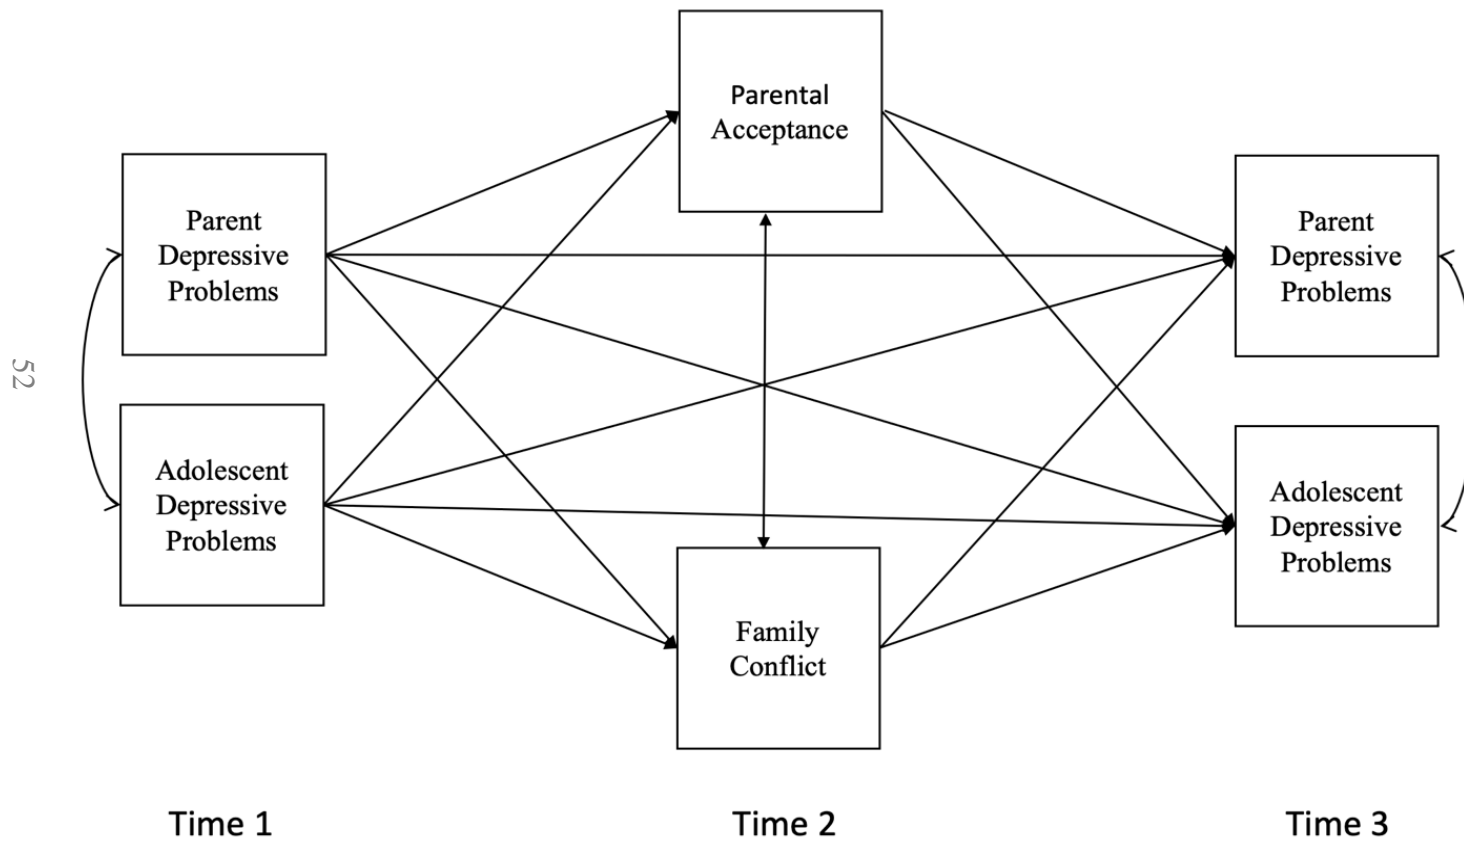 Parental
Acceptance
Parent
Depressive
Problems
Parent
Depressive
Problems
52
Adolescent
Depressive
Problems
Adolescent
Depressive
Problems
Family
Conflict
Time 1
Time 2
Time 3